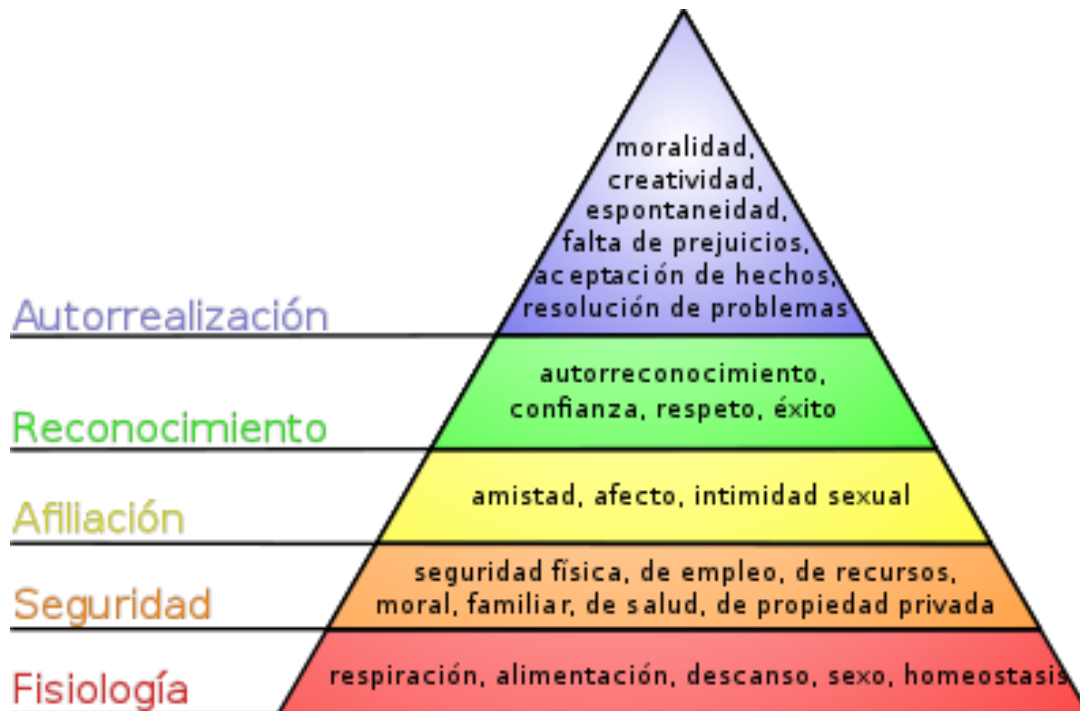 moralidad,
creatividad,
espontaneidad,
falta de prejuicios,
aceptación de hechos,
resolución de problemas
Autorrealización
autorreconocimiento,
confianza, respeto, éxito
Reconocimiento
amistad, afecto, intimidad sexual
Afiliación
seguridad física, de empleo, de recursos,
moral, familiar, de salud, de propiedad privada
Seguridad
respiración, alimentación, descanso, sexo, homeostasis
Fisiología